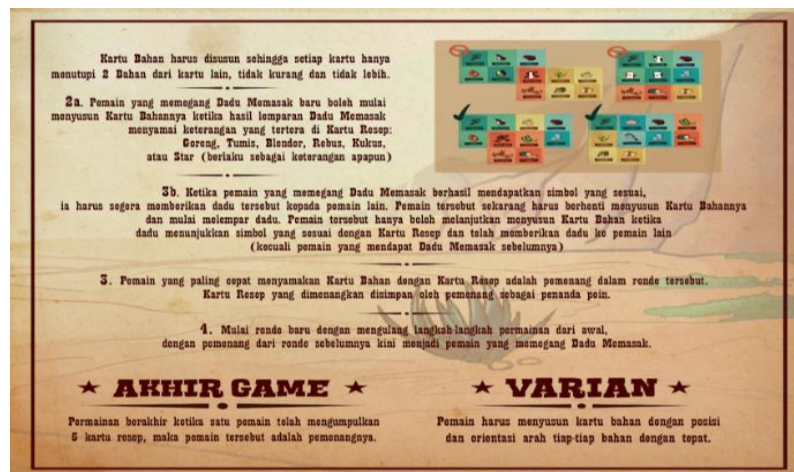 Kartu Bahan harus disusun sehingga setiap kartu hanya
menutupi 2 Bahan dari kartu lain, tidak kurang dan tidak lebih.
2a. Pemain yang memegang Dadu Memasak baru boleh mulai
menyusun Kartu Bahannya ketika hasil lemparan Dadu Memasak
menyamai keterangan yang tertera di Kartu Resep:
Goreng, Tumis, Blender, Rebus, Kukus,
atau Star (berlaku sebagai keterangan apapun)
3b. Ketika pemain yang memegang Dadu Memasak berhasil mendapatkan simbol yang sesuai,
ia harus segera memberikan dadu tersebut kepada pemain lain. Pemain tersebut sekarang harus berhenti menyusun Kartu Bahannya
dan mulai melempar dadu. Pemain tersebut hanya boleh melanjutkan menyusun Kartu Bahan ketika
dadu menunjukkan simbol yang sesuai dengan Kartu Resep dan telah memberikan dadu ke pemain lain
(kecuali pemain yang mendapat Dadu Memasak sebelumnya)
3. Pemain yang paling cepat menyamakan Kartu Bahan dengan Kartu Resep adalah pemenang dalam ronde tersebut.
Kartu Resep yang dimenangkan disimpan oleh pemenang sebagai penanda poin.
4. Mulai ronde baru dengan mengulang langkah-langkah permainan dari awal,
dengan pemenang dari ronde sebelumnya kini menjadi pemain yang memegang Dadu Memasak.
AKHIR GAME
Permainan berakhir ketika satu pemain telah mengumpulkan
5 kartu resep, maka pemain tersebut adalah pemenangnya.
VARIAN
Pemain harus menyusun kartu bahan dengan posisi
dan orientasi arah tiap-tiap bahan dengan tepat.